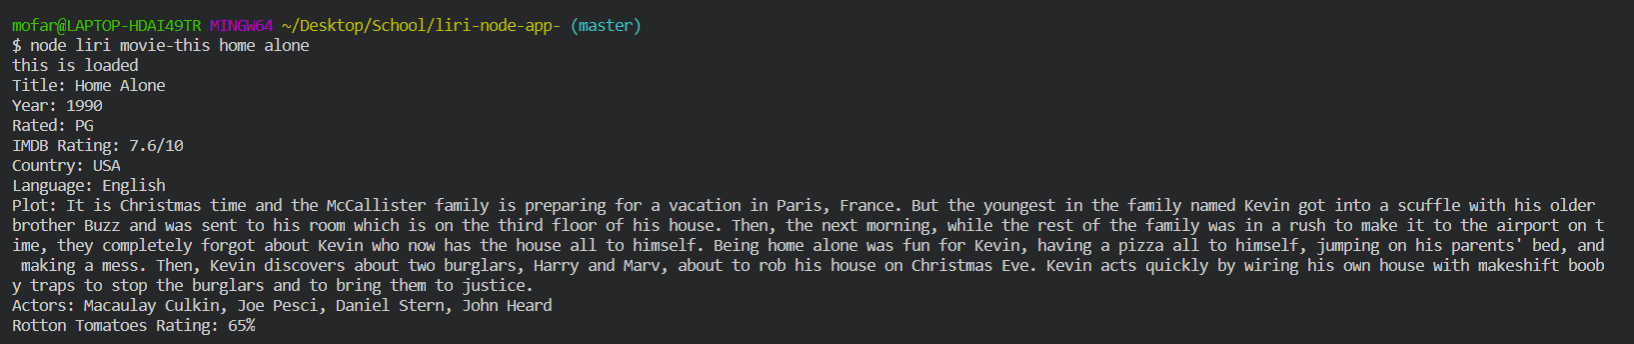 mofar@LAPTOP-HDAI49TR MINGW64 ~/Desktop/School/liri-node-app- (master)
$ node liri movie-this home alone
this is loaded
Title: Home Alone
Year: 1990
Rated: PG
IMDB Rating: 7.6/10
Country: USA
Language: English
Plot: It is Christmas time and the McCallister family is preparing for a vacation in Paris, France. But the youngest in the family named Kevin got into a scuffle with his older
brother Buzz and was sent to his room which is on the third floor of his house. Then, the next morning, while the rest of the family was in a rush to make it to the airport on t
ime, they completely forgot about Kevin who now has the house all to himself. Being home alone was fun for Kevin, having a pizza all to himself, jumping on his parents' bed, and
 making a mess. Then, Kevin discovers about two burglars, Harry and Marv, about to rob his house on Christmas Eve. Kevin acts quickly by wiring his own house with makeshift boob
y traps to stop the burglars and to bring them to justice.
Actors: Macaulay Culkin, Joe Pesci, Daniel Stern, John Heard
Rotton Tomatoes Rating: 65%